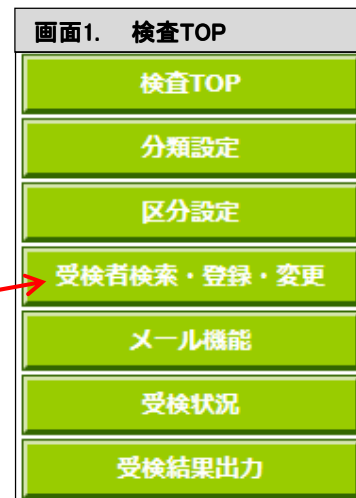 画面1. 検査TOP
検査TOP
分類設定
区分設定
受検者検索・登録・変更
メール機能
受検状況
受検結果出力